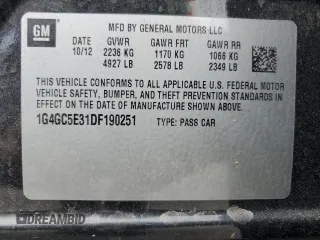 GM
MFD BY GENERAL MOTORS LLC
DATE GVWR GAWR FRT GAWR RR
10/12 2236 KG 1170 KG 1066 KG
4927 LB 2578 LB 2349 LB
THIS VEHICLE CONFORMS TO ALL APPLICABLE U.S. FEDERAL MOTOR
VEHICLE SAFETY, BUMPER, AND THEFT PREVENTION STANDARDS IN
EFFECT ON THE DATE OF MANUFACTURE SHOWN ABOVE.
1G4GC5E31DF190251 TYPE: PASS CAR
DREAMBID